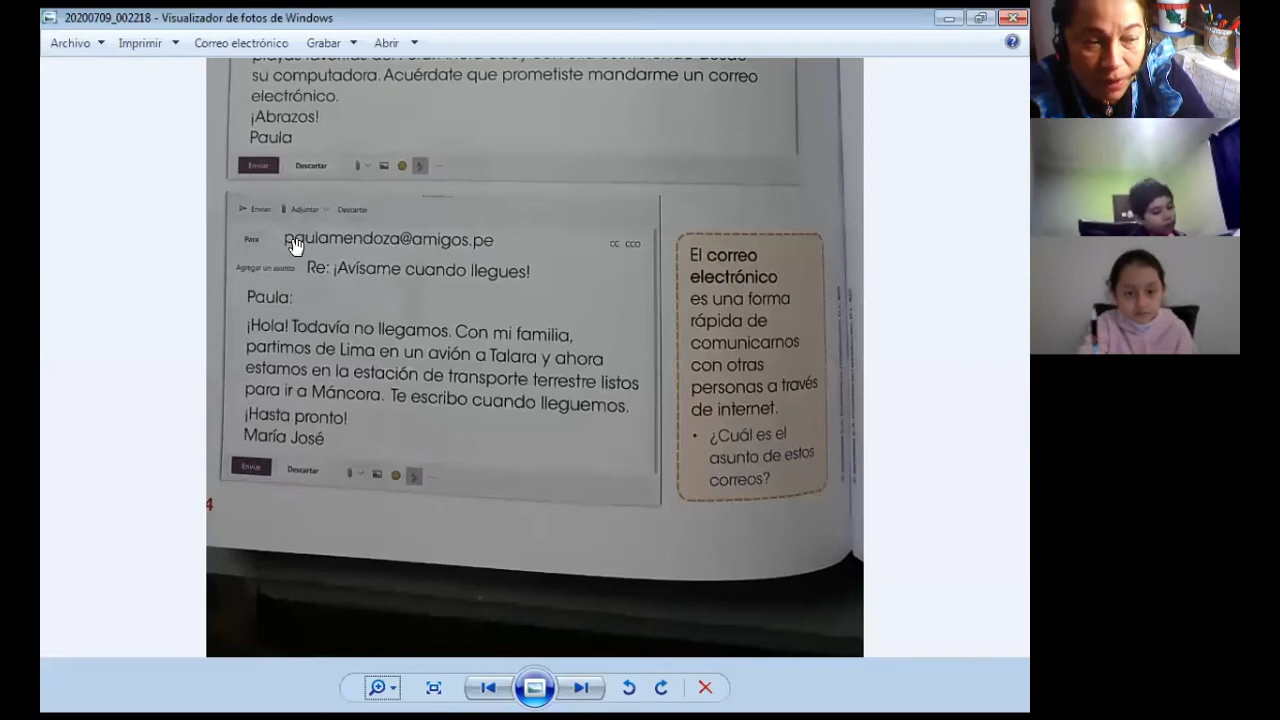 20200709_002218 - Visualizador de fotos de Windows
Archivo Imprimir Correo electrónico Grabar Abrir
su computadora. Acuérdate que prometiste mandarme un correo
electrónico.
¡Abrazos!
Paula
Enviar Descartar
Enviar Adjuntar Descartar
Para paulamendoza@amigos.pe CC CCO
Agregar un asunto Re: ¡Avísame cuando llegues!
Paula:
¡Hola! Todavía no llegamos. Con mi familia,
partimos de Lima en un avión a Talara y ahora
estamos en la estación de transporte terrestre listos
para ir a Máncora. Te escribo cuando lleguemos.
¡Hasta pronto!
María José
Enviar Descartar
4
El correo
electrónico
es una forma
rápida de
comunicarnos
con otras
personas a través
de internet.
• ¿Cuál es el
asunto de estos
correos?